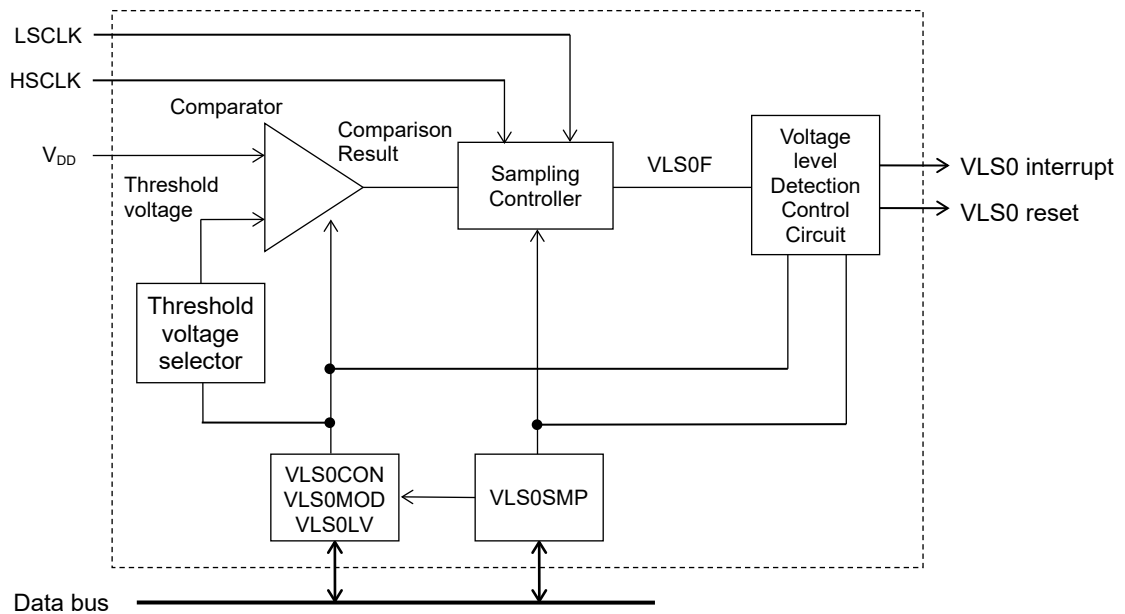 LSCLK
HSCLK
Comparator
Comparison
Result
V_DD
Threshold
voltage
Sampling
Controller
VLS0F
Voltage
level
Detection
Control
Circuit
VLS0 interrupt
VLS0 reset
Threshold
voltage
selector
VLS0CON
VLS0MOD
VLS0LV
VLS0SMP
Data bus